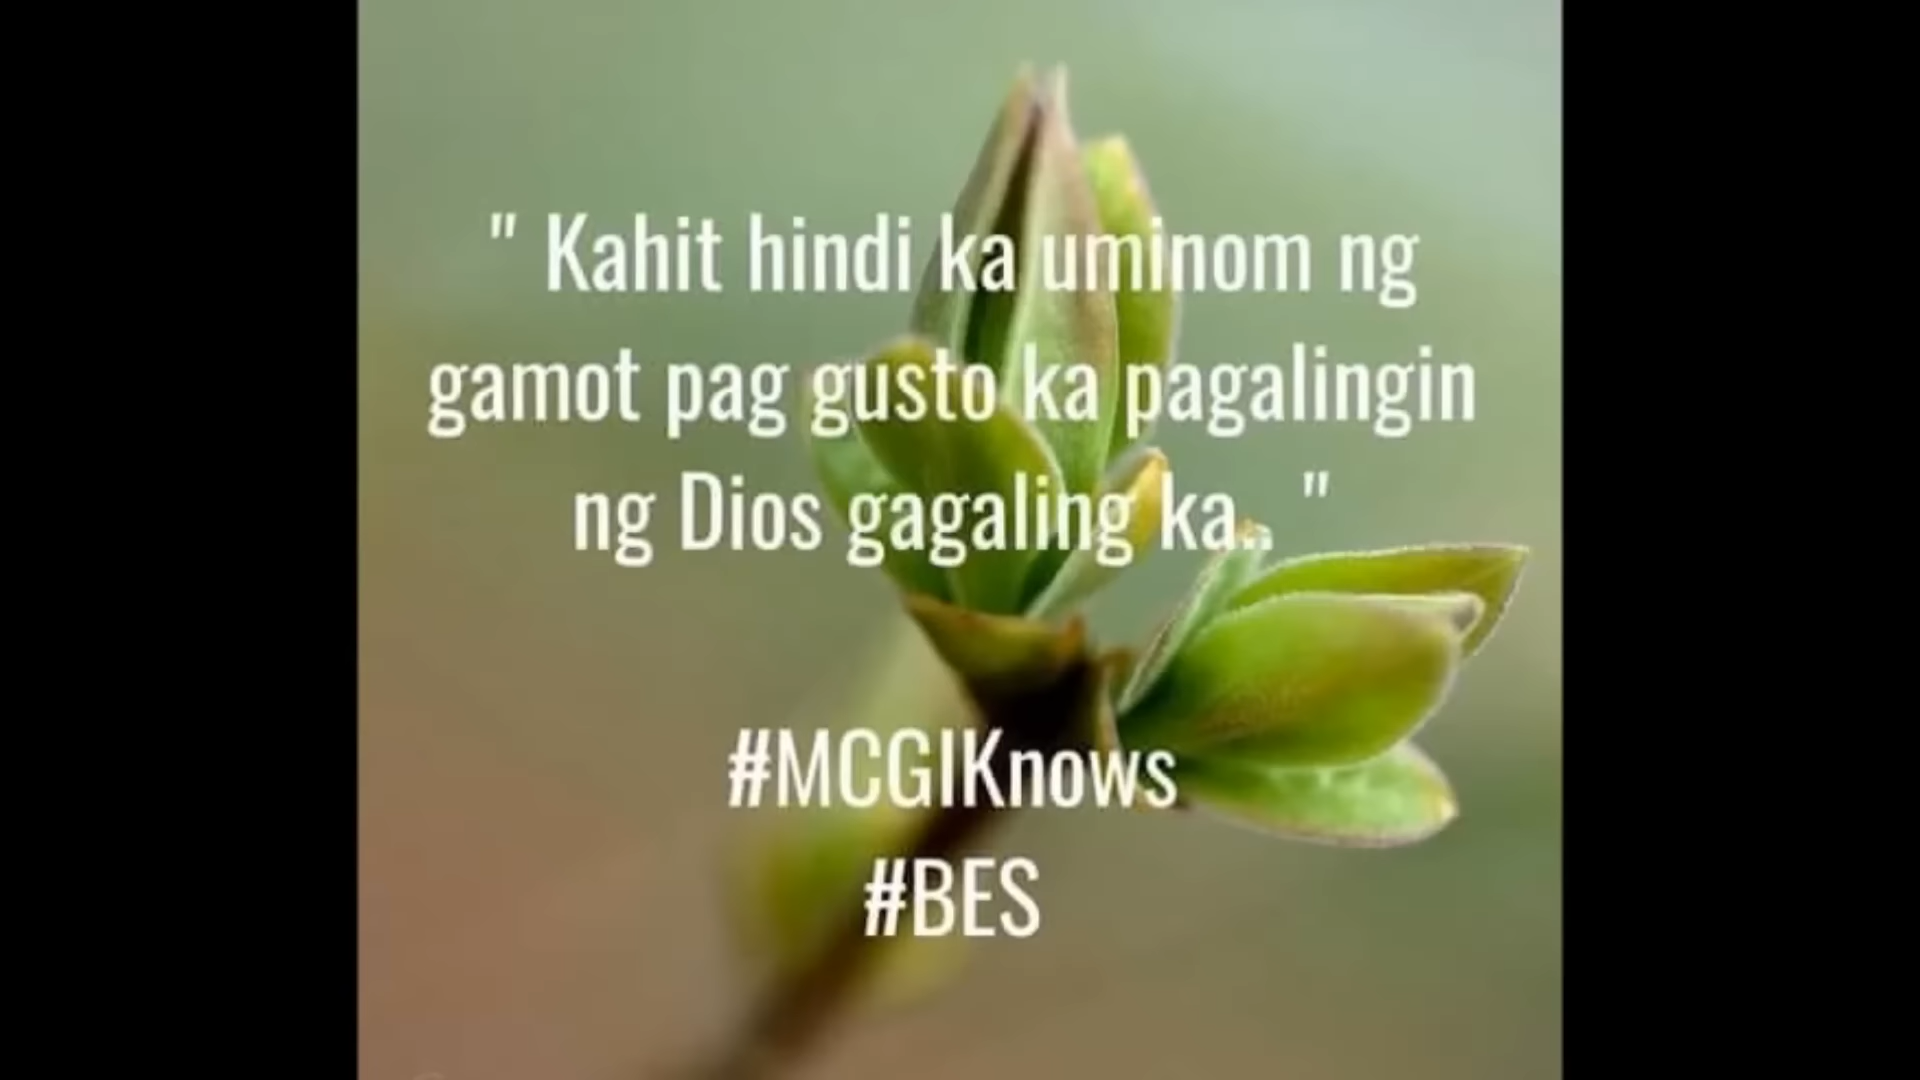 " Kahit hindi ka uminom ng
gamot pag gusto ka pagalingin
ng Dios gagaling ka.. "
#MCGIKnows
#BES